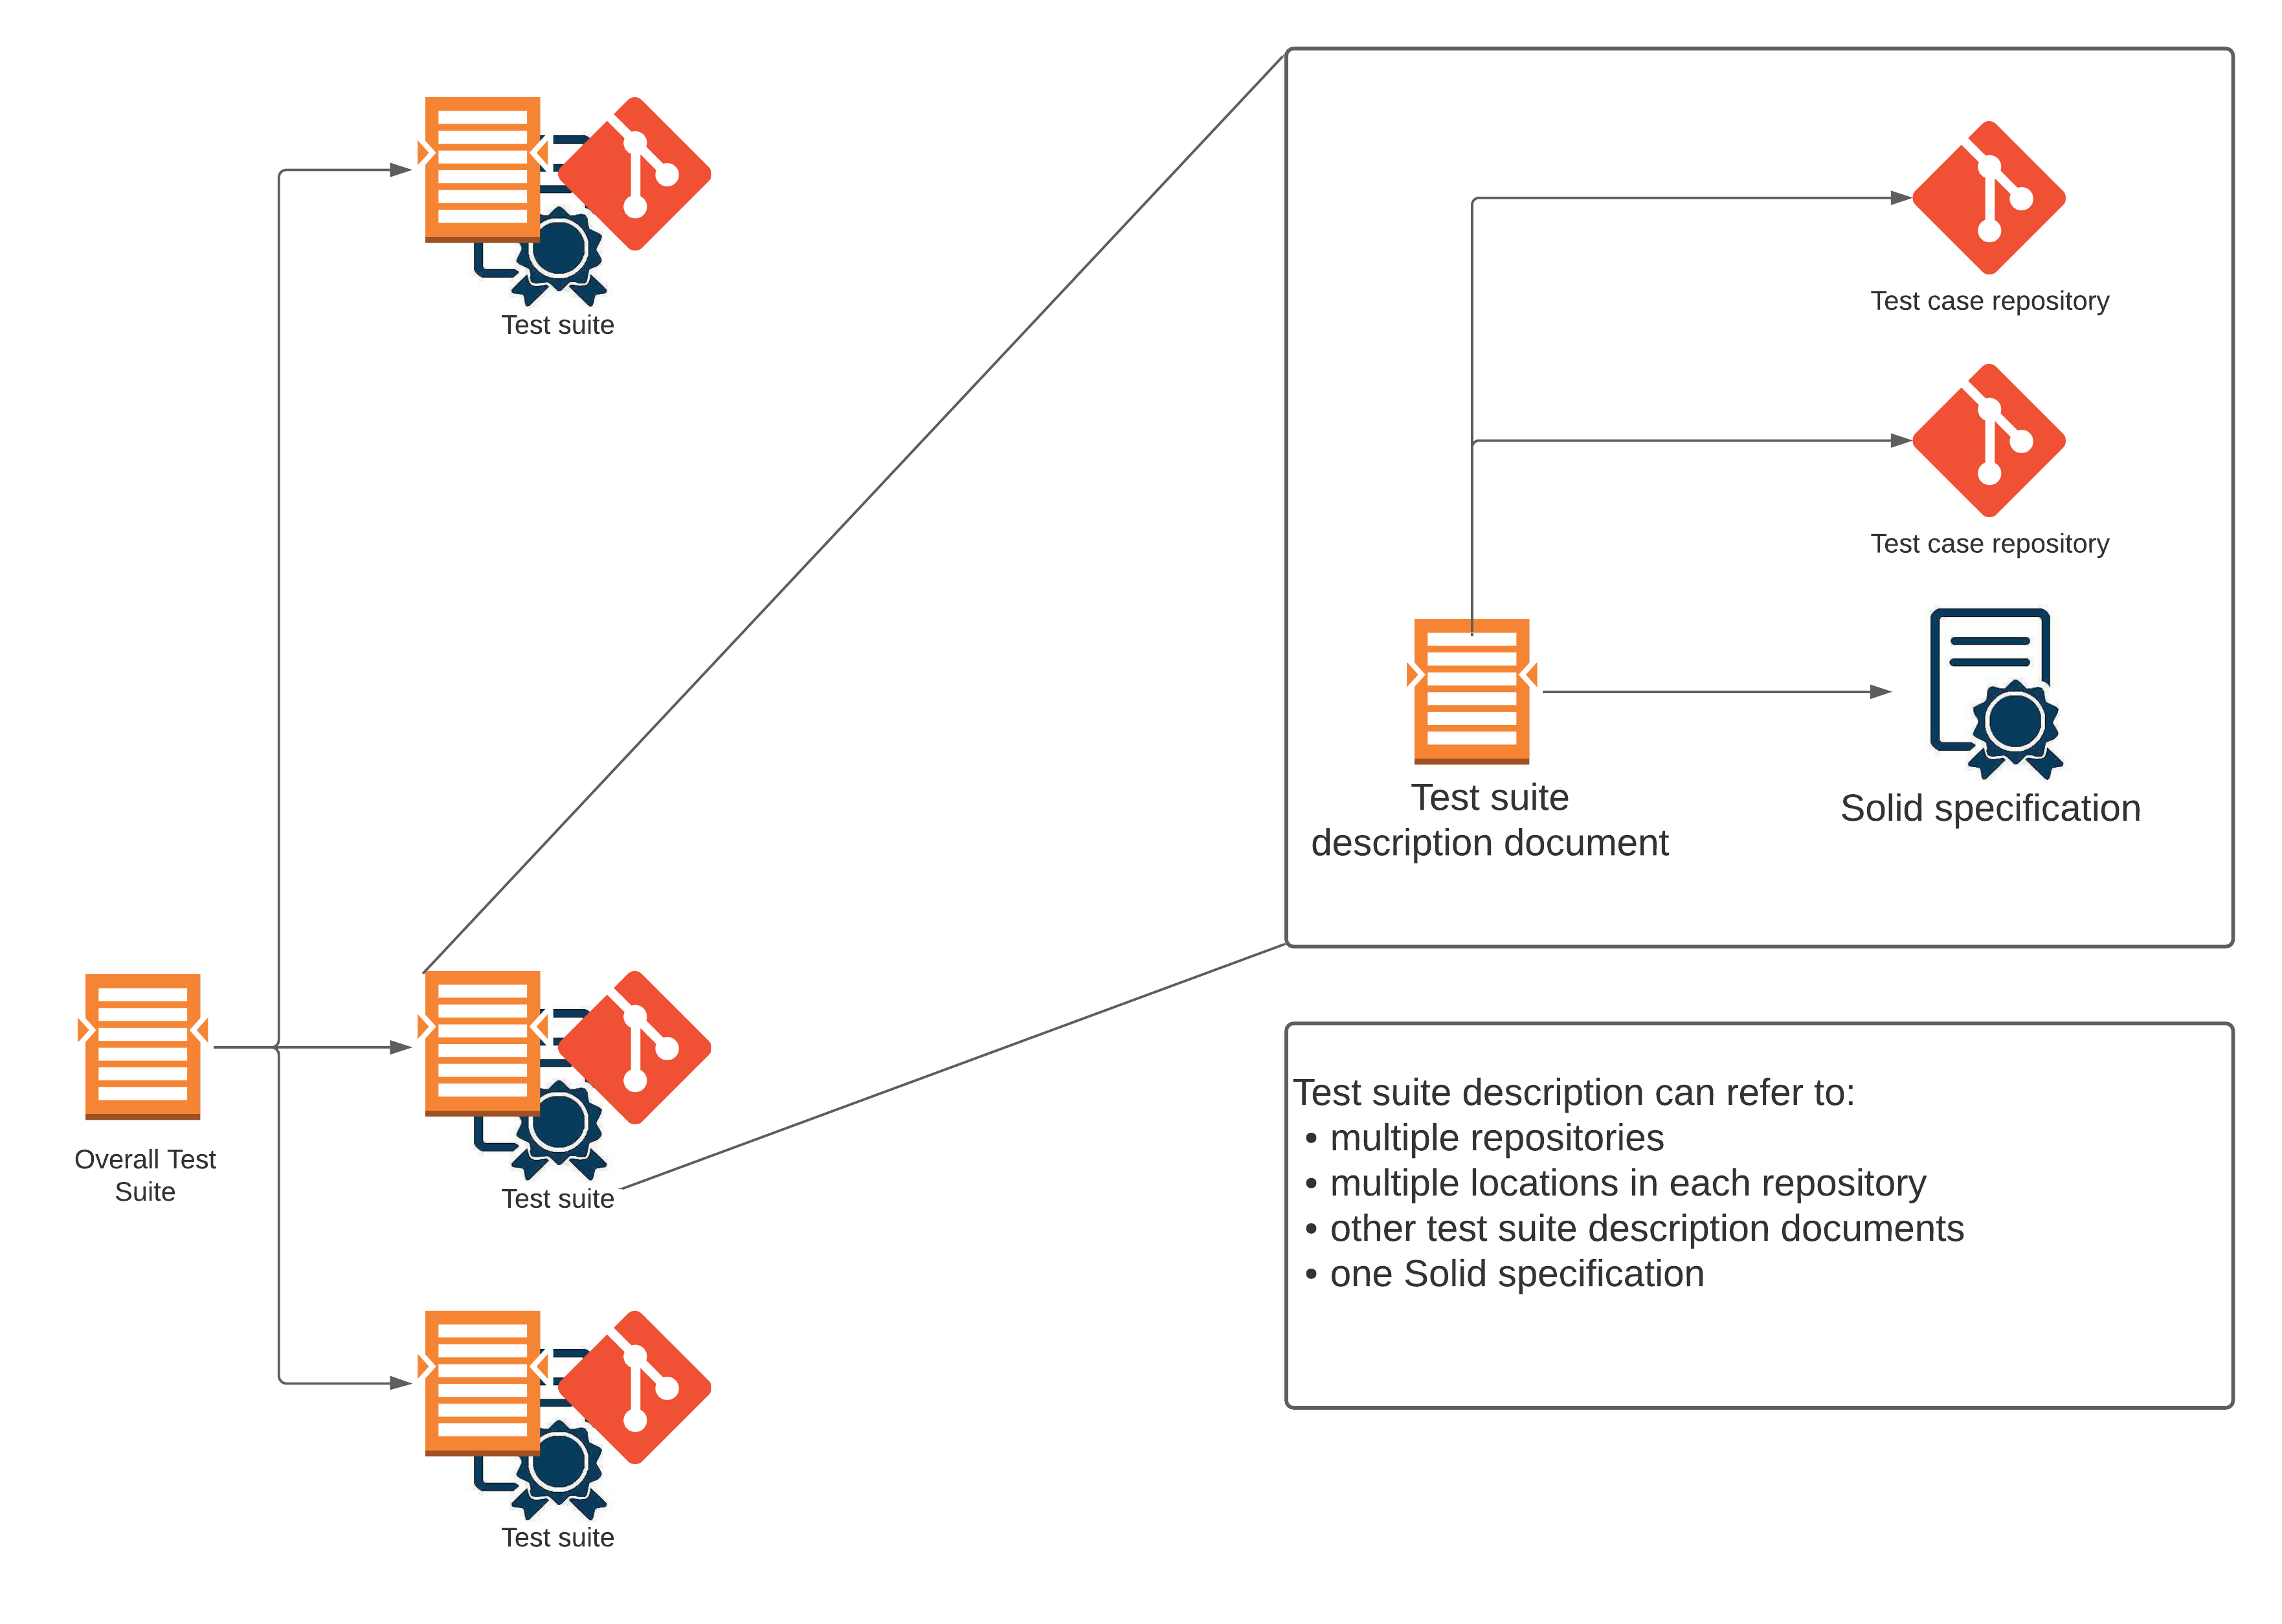 Test suite
Test case repository
Test case repository
Test suite
description document
Solid specification
Overall Test
Suite
Test suite
Test suite description can refer to:
• multiple repositories
• multiple locations in each repository
• other test suite description documents
• one Solid specification
Test suite